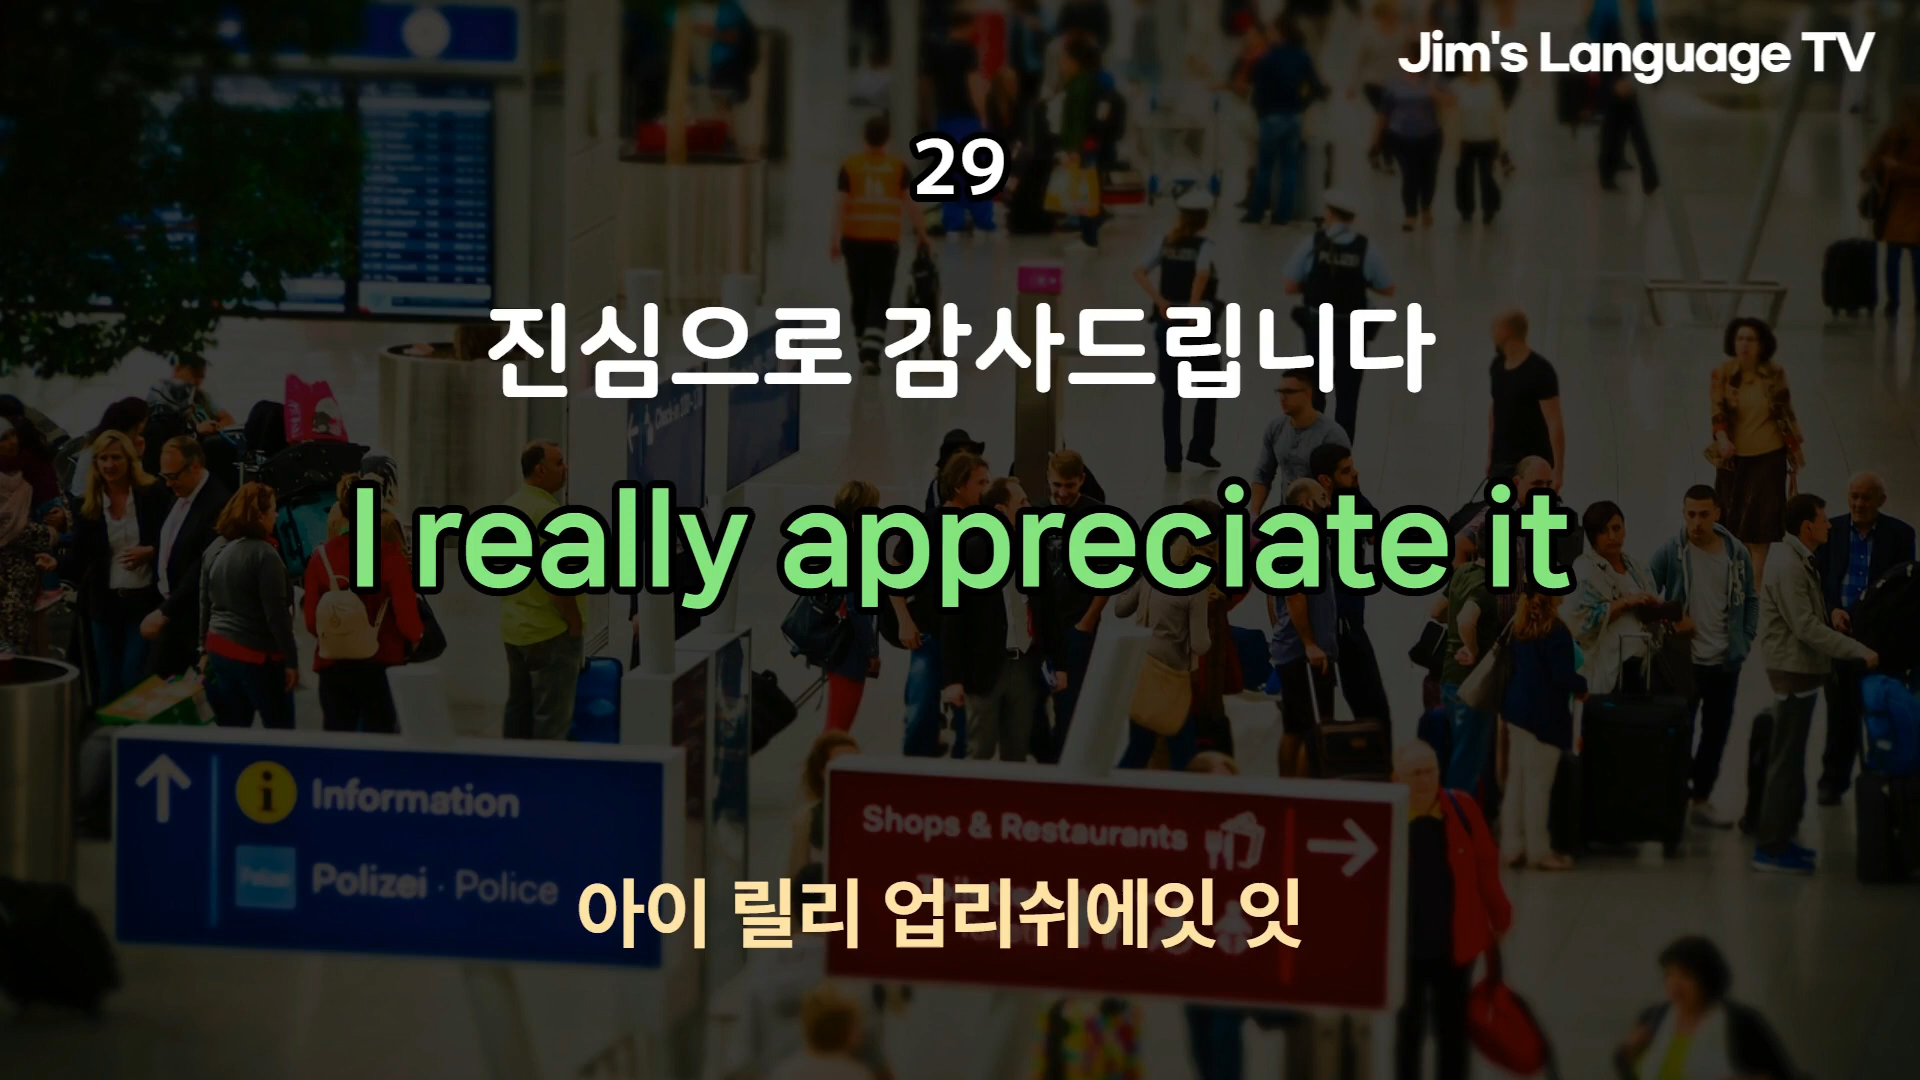 Jim's Language TV
29
진심으로 감사드립니다
I really appreciate it
Information
Polizei · Police
Shops & Restaurants
아이 릴리 업리쉬에잇 잇
POLIZEI